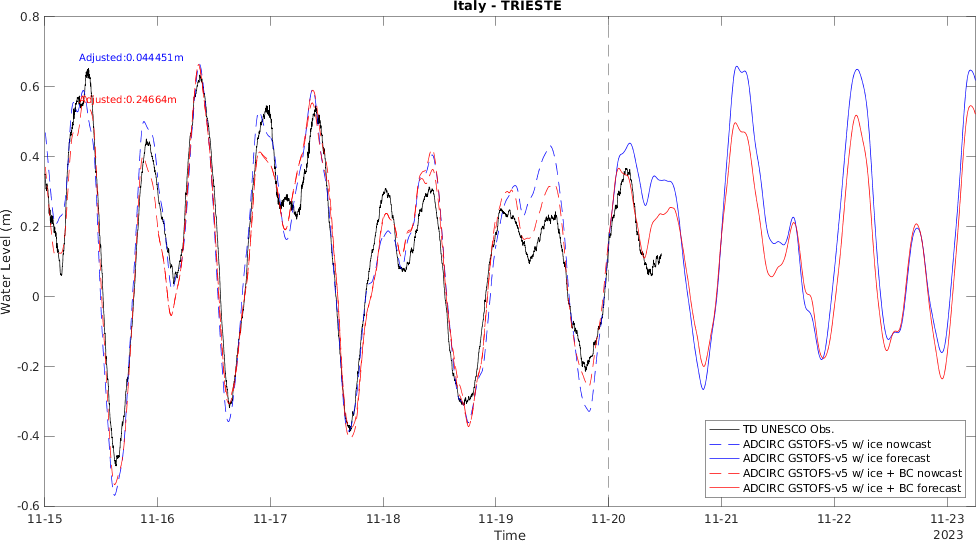 Italy - TRIESTE
Adjusted:0.044451m
Adjusted:0.24664m
Water Level (m)
0.8
0.6
0.4
0.2
0
-0.2
-0.4
-0.6
TD UNESCO Obs.
ADCIRC GSTOFS-v5 w/ ice nowcast
ADCIRC GSTOFS-v5 w/ ice forecast
ADCIRC GSTOFS-v5 w/ ice + BC nowcast
ADCIRC GSTOFS-v5 w/ ice + BC forecast
11-15 11-16 11-17 11-18 11-19 11-20 11-21 11-22 11-23
Time
2023